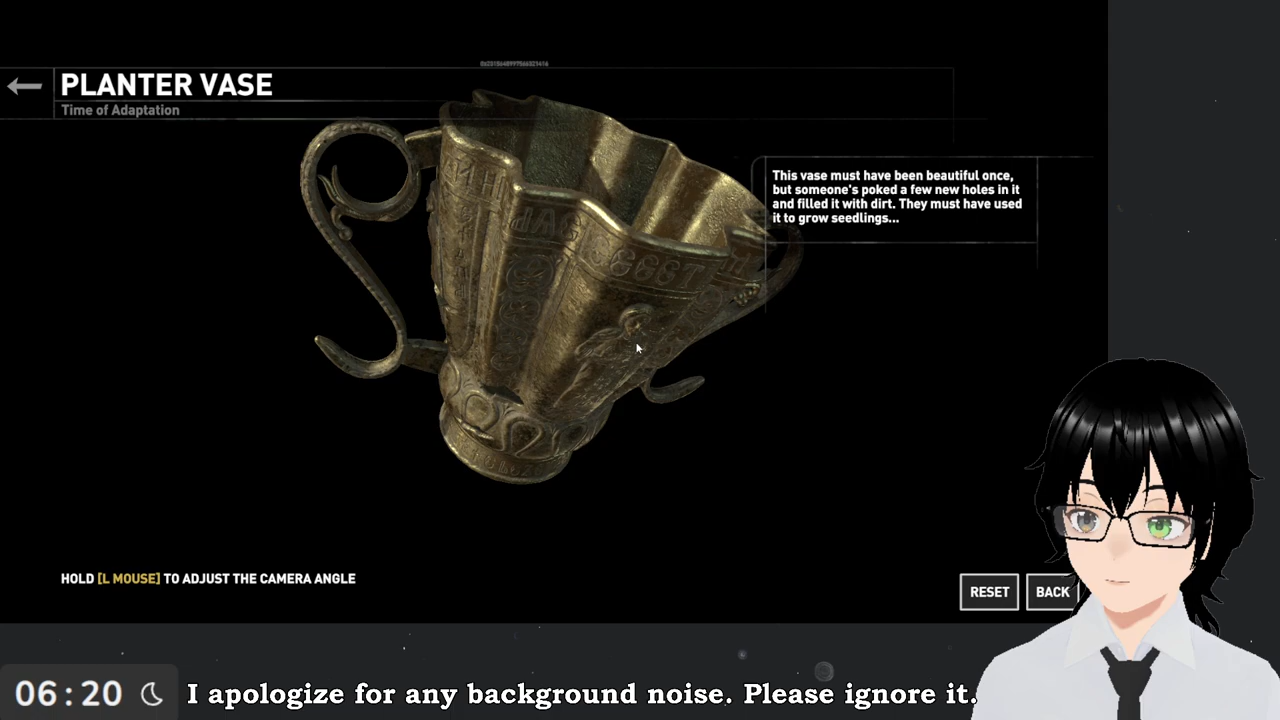 PLANTER VASE
Time of Adaptation
This vase must have been beautiful once,
but someone's poked a few new holes in it
and filled it with dirt. They must have used
it to grow seedlings...
HOLD [L MOUSE] TO ADJUST THE CAMERA ANGLE
RESET
BACK
06:20
I apologize for any background noise. Please ignore it.